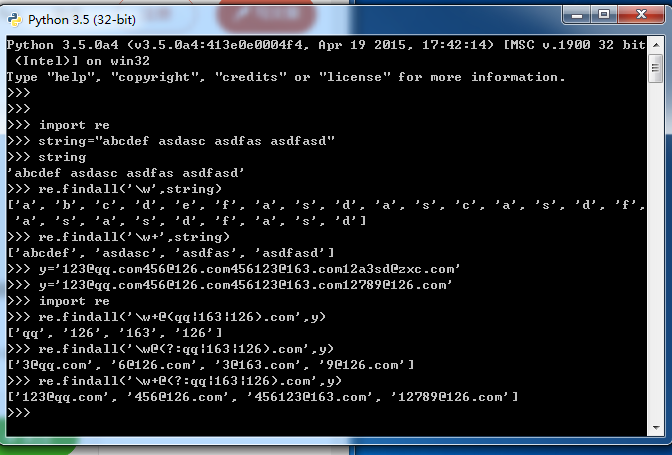 Python 3.5 (32-bit)
Python 3.5.0a4 (v3.5.0a4:413e0e0004f4, Apr 19 2015, 17:42:14) [MSC v.1900 32 bit
 (Intel)] on win32
Type "help", "copyright", "credits" or "license" for more information.
>>>
>>>
>>> import re
>>> string="abcdef asdasc asdfas asdfasd"
>>> string
'abcdef asdasc asdfas asdfasd'
>>> re.findall('\w',string)
['a', 'b', 'c', 'd', 'e', 'f', 'a', 's', 'd', 'a', 's', 'c', 'a', 's', 'd', 'f',
 'a', 's', 'a', 's', 'd', 'f', 'a', 's', 'd']
>>> re.findall('\w+',string)
['abcdef', 'asdasc', 'asdfas', 'asdfasd']
>>> y='123@qq.com456@126.com456123@163.com12a3sd@zxc.com'
>>> y='123@qq.com456@126.com456123@163.com12789@126.com'
>>> import re
>>> re.findall('\w+@(qq|163|126).com',y)
['qq', '126', '163', '126']
>>> re.findall('\w@(?:qq|163|126).com',y)
['3@qq.com', '6@126.com', '3@163.com', '9@126.com']
>>> re.findall('\w+@(?:qq|163|126).com',y)
['123@qq.com', '456@126.com', '456123@163.com', '12789@126.com']
>>>